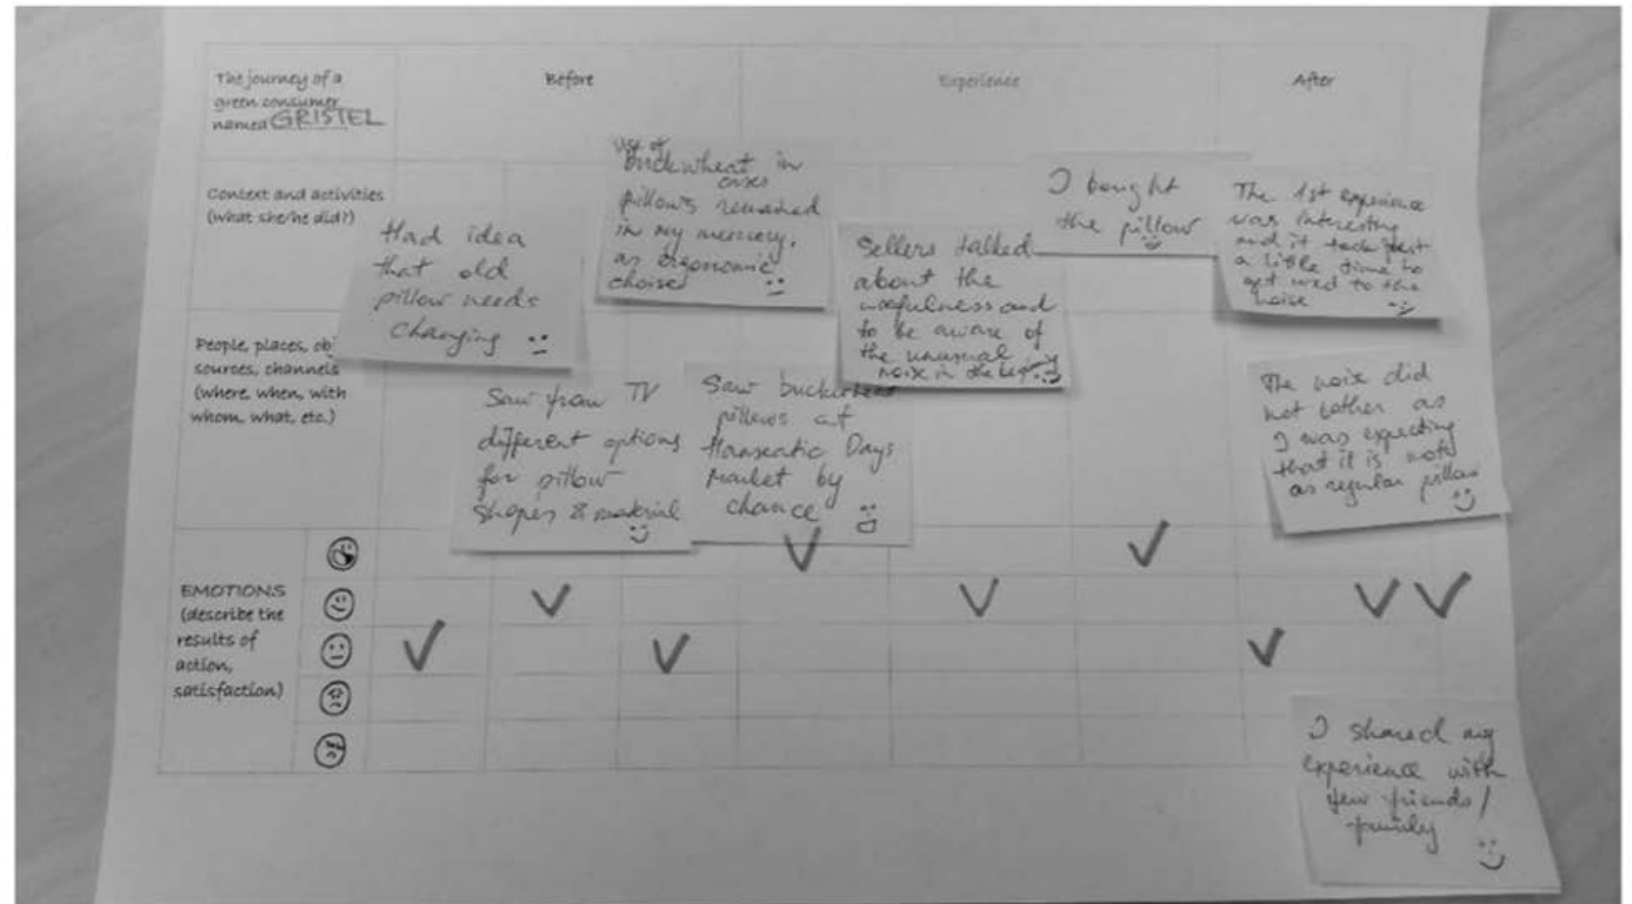 The journey of a
green consumer
named GRISTEL
Before
Experience
After
Context and activities
(what she/he did?)
Had idea
that old
pillow needs
changing
Use of
buckwheat in
cases
pillows remained
in my memory,
as ergonomic
choise
Sellers talked
about the
usefulness and
to be aware of
the unusual
noix in the
I bought
the pillow
The 1st experience
was interesting
and it took just
a little time to
get used to the
noise
People, places, ob
sources, channels
(where, when, with
whom, what, etc.)
Saw from TV
different options
for pillow
shapes & material
Saw buckwheat
pillows at
Hanseatic Days
Market by
chance
The noix did
not bother as
I was expecting
that it is not
as regular pillow
EMOTIONS
(describe the
results of
action,
satisfaction)
I shared my
experience with
few friends/
family